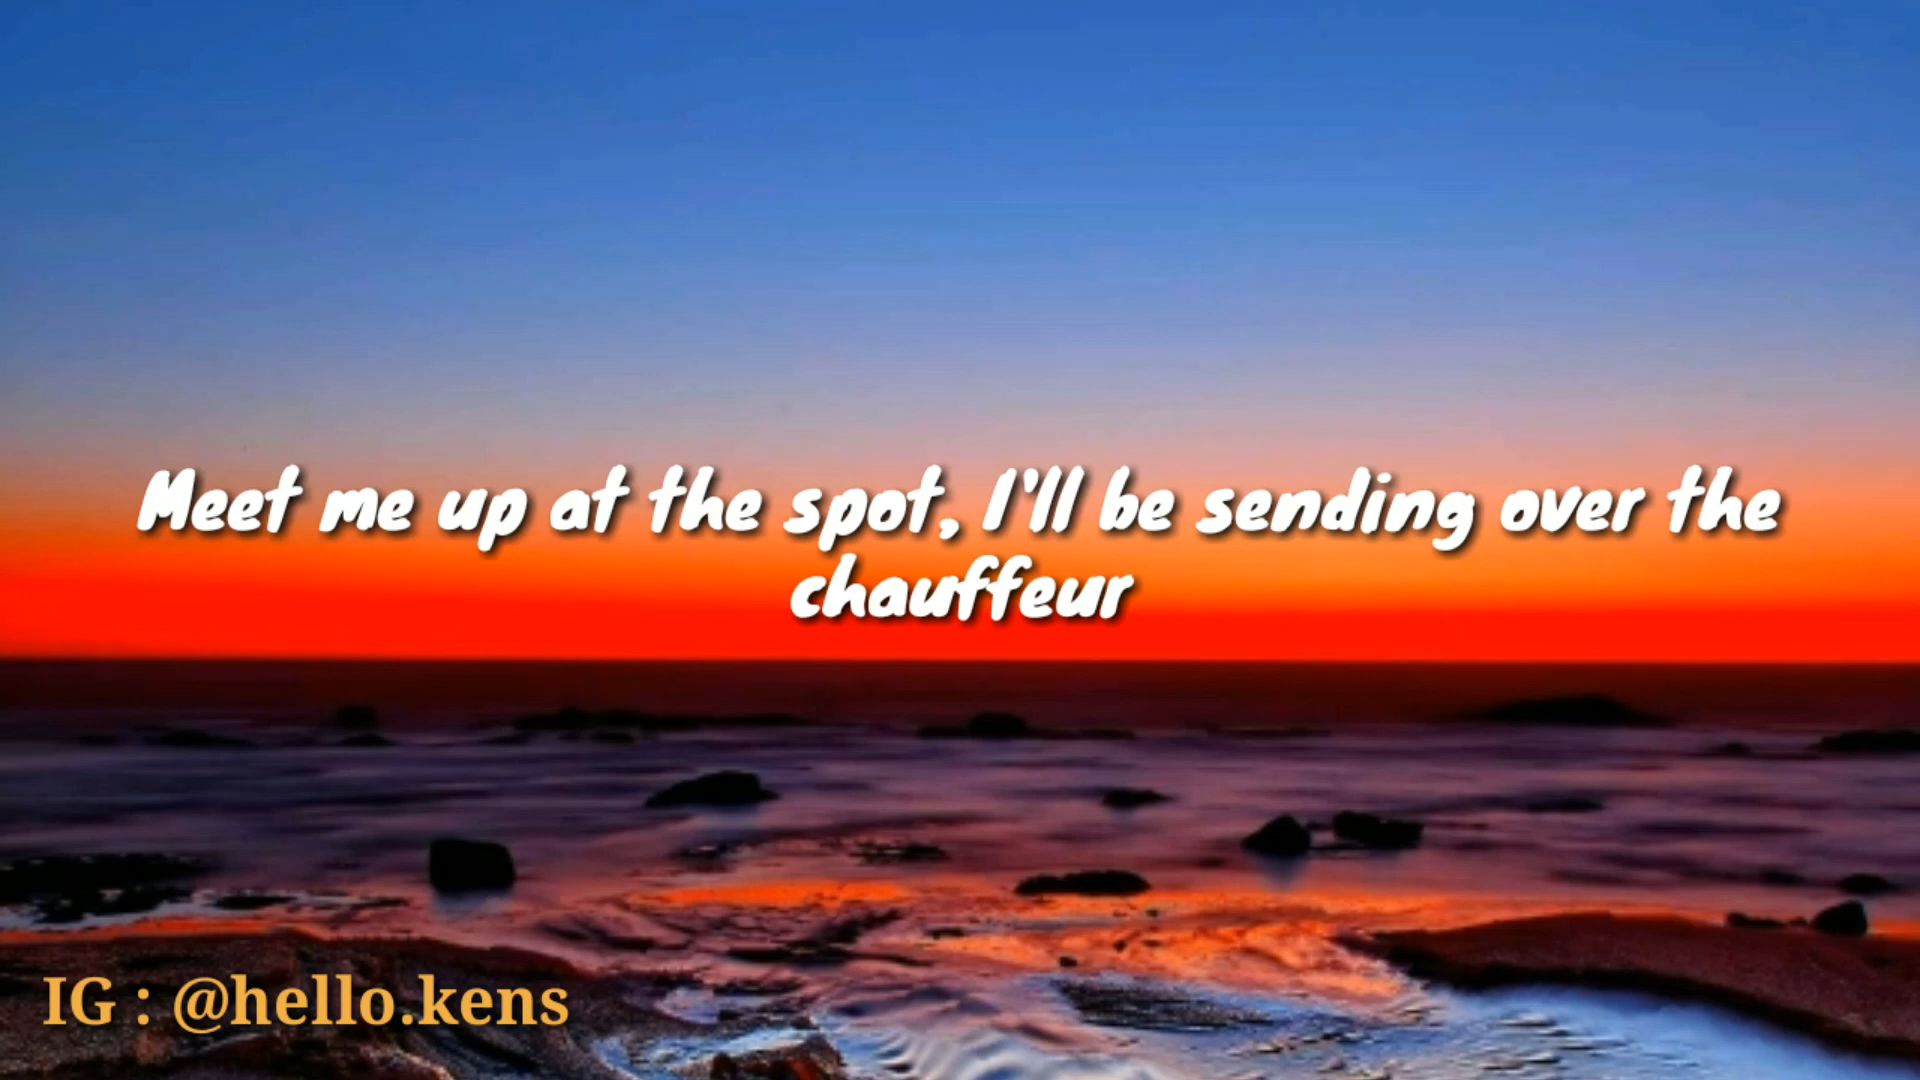 Meet me up at the spot, I'll be sending over the
chauffeur
IG : @hello.kens